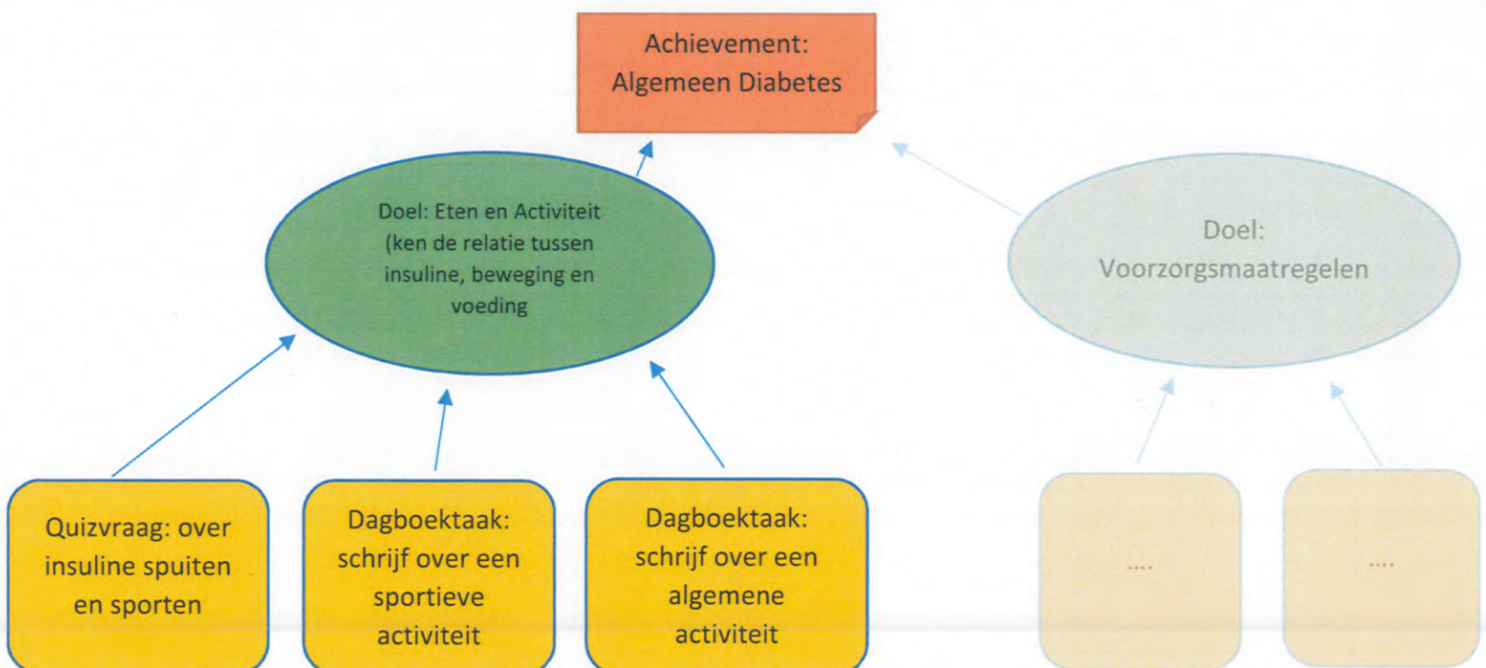 Achievement:
Algemeen Diabetes
Doel: Eten en Activiteit
(ken de relatie tussen
insuline, beweging en
voeding
Doel:
Voorzorgsmaatregelen
Quizvraag: over
insuline spuiten
en sporten
Dagboektaak:
schrijf over een
sportieve
activiteit
Dagboektaak:
schrijf over een
algemene
activiteit
....
....